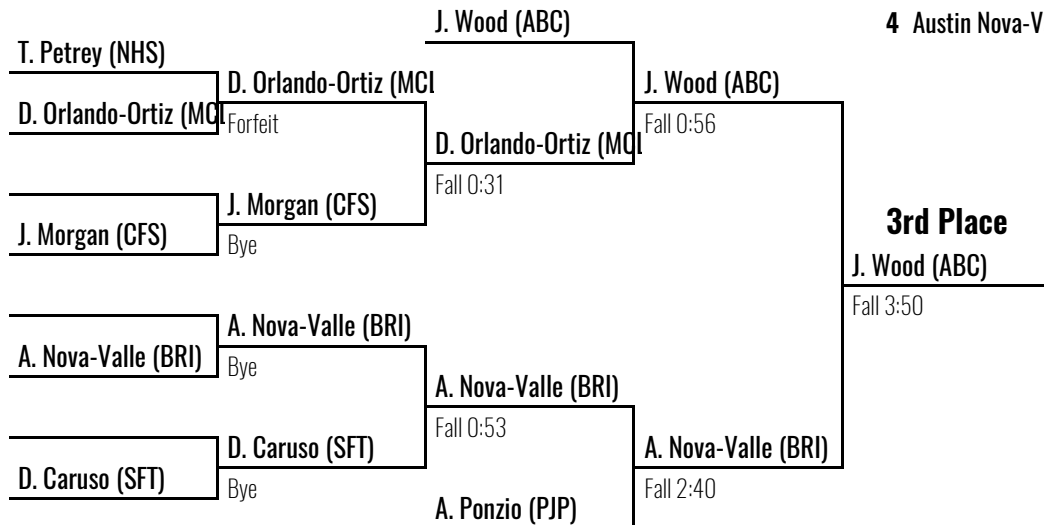 J. Wood (ABC)
4 Austin Nova-V
T. Petrey (NHS)
D. Orlando-Ortiz (MCI
J. Wood (ABC)
D. Orlando-Ortiz (MCI
Forfeit
Fall 0:56
D. Orlando-Ortiz (MCI
Fall 0:31
J. Morgan (CFS)
J. Morgan (CFS)
Bye
3rd Place
J. Wood (ABC)
Fall 3:50
A. Nova-Valle (BRI)
A. Nova-Valle (BRI)
Bye
A. Nova-Valle (BRI)
Fall 0:53
D. Caruso (SFT)
A. Nova-Valle (BRI)
D. Caruso (SFT)
Bye
Fall 2:40
A. Ponzio (PJP)